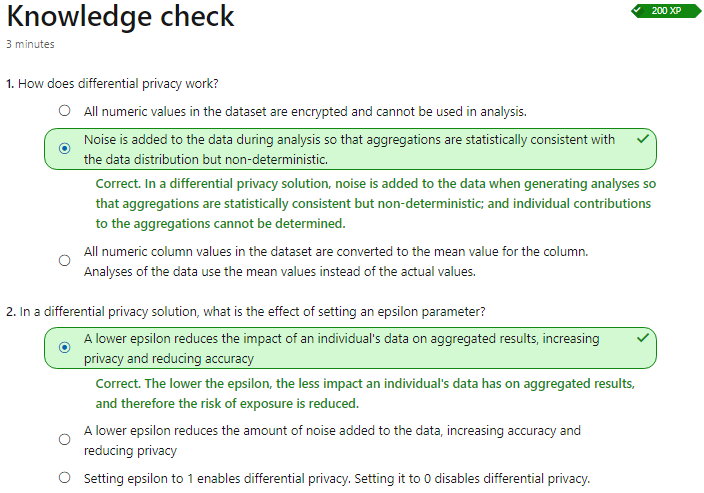 Knowledge check
200 XP
3 minutes
1. How does differential privacy work?
All numeric values in the dataset are encrypted and cannot be used in analysis.
Noise is added to the data during analysis so that aggregations are statistically consistent with
the data distribution but non-deterministic.
Correct. In a differential privacy solution, noise is added to the data when generating analyses so
that aggregations are statistically consistent but non-deterministic; and individual contributions
to the aggregations cannot be determined.
All numeric column values in the dataset are converted to the mean value for the column.
Analyses of the data use the mean values instead of the actual values.
2. In a differential privacy solution, what is the effect of setting an epsilon parameter?
A lower epsilon reduces the impact of an individual's data on aggregated results, increasing
privacy and reducing accuracy
Correct. The lower the epsilon, the less impact an individual's data has on aggregated results,
and therefore the risk of exposure is reduced.
A lower epsilon reduces the amount of noise added to the data, increasing accuracy and
reducing privacy
Setting epsilon to 1 enables differential privacy. Setting it to 0 disables differential privacy.